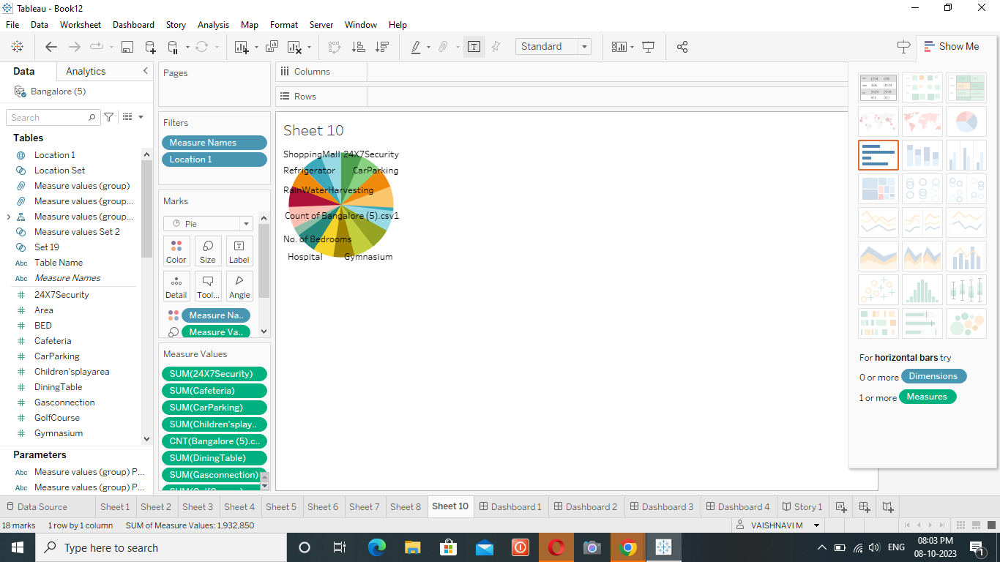 Tableau - Book12
File Data Worksheet Dashboard Story Analysis Map Format Server Window Help
Standard
Show Me
Data Analytics
Bangalore (5)
Search
Tables
Location 1
Location Set
Measure values (group)
Measure values (group...
Measure values (group...
Measure values Set 2
Set 19
Abc Table Name
Abc Measure Names
24X7Security
Area
BED
Cafeteria
CarParking
Children'splayarea
DiningTable
Gasconnection
GolfCourse
Gymnasium
Parameters
Abc Measure values (group) P...
Abc Measure values (group) P...
Pages
Filters
Measure Names
Location 1
Marks
Pie
Color Size Label
Detail Tool... Angle
Measure Na..
Measure Va..
Measure Values
SUM(24X7Security)
SUM(Cafeteria)
SUM(CarParking)
SUM(Children'splay..
CNT(Bangalore (5).c..
SUM(DiningTable)
SUM(Gasconnection)
Columns
Rows
Sheet 10
ShoppingMall 24X7Security
Refrigerator CarParking
RainWaterHarvesting
Count of Bangalore (5).csv1
No. of Bedrooms
Hospital Gymnasium
For horizontal bars try
0 or more Dimensions
1 or more Measures
Data Source Sheet 1 Sheet 2 Sheet 3 Sheet 4 Sheet 5 Sheet 6 Sheet 7 Sheet 8 Sheet 10 Dashboard 1 Dashboard 2 Dashboard 3 Dashboard 4 Story 1
18 marks 1 row by 1 column SUM of Measure Values: 1,932,850
VAISHNAVI M
Type here to search
ENG
08:03 PM
08-10-2023
1